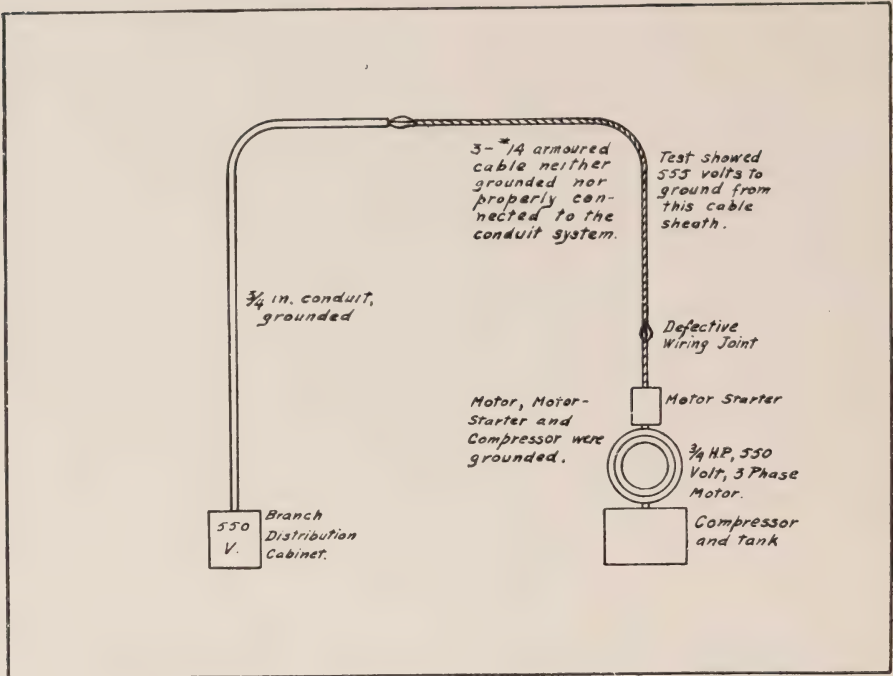 3-#14 armoured
cable neither
grounded nor
properly con-
nected to the
conduit system.
Test showed
555 volts to
ground from
this cable
sheath.
3/4 in. conduit,
grounded
Defective
Wiring Joint
Motor, Motor-
Starter and
Compressor were
grounded.
Motor Starter
3/4 H.P., 550
Volt, 3 Phase
Motor.
550
V.
Branch
Distribution
Cabinet.
Compressor
and tank